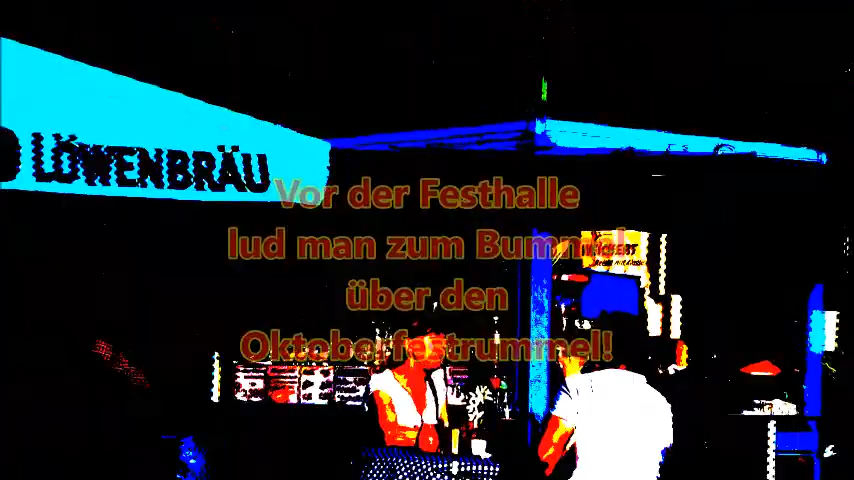 LÖWENBRÄU
Vor der Festhalle
lud man zum Bummel
über den
Oktoberfestrummel!